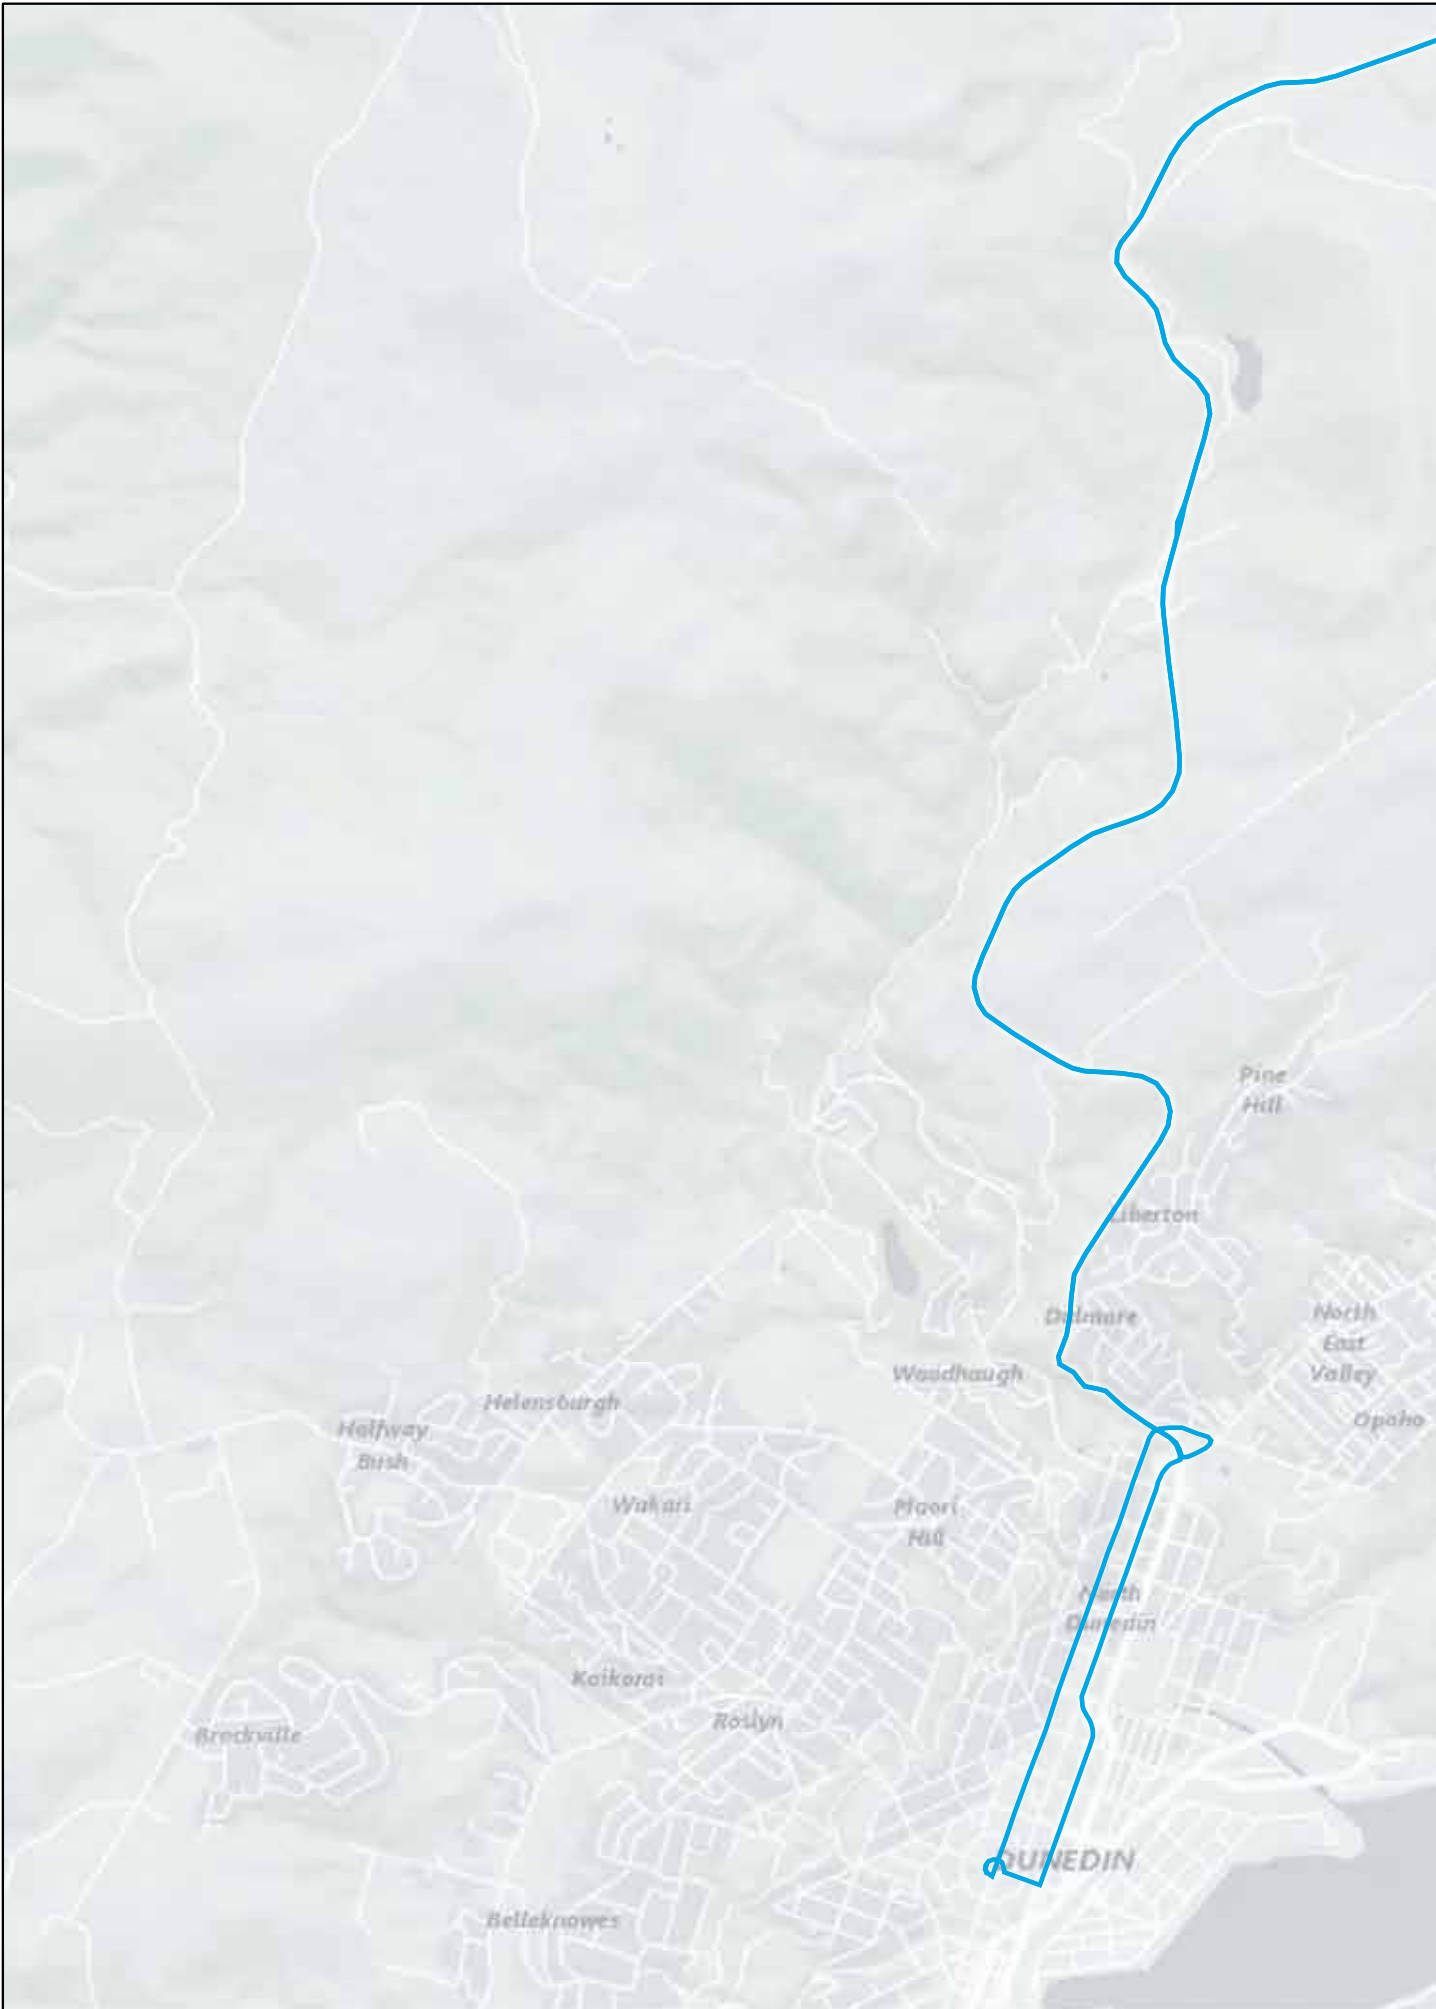 Pine
Hill
Liberton
Dalmore
North
East
Valley
Woodhaugh
Helensburgh
Opoho
Halfway
Bush
Wakari
Maori
Hill
North
Dunedin
Kaikorai
Roslyn
Brockville
DUNEDIN
Belleknowes